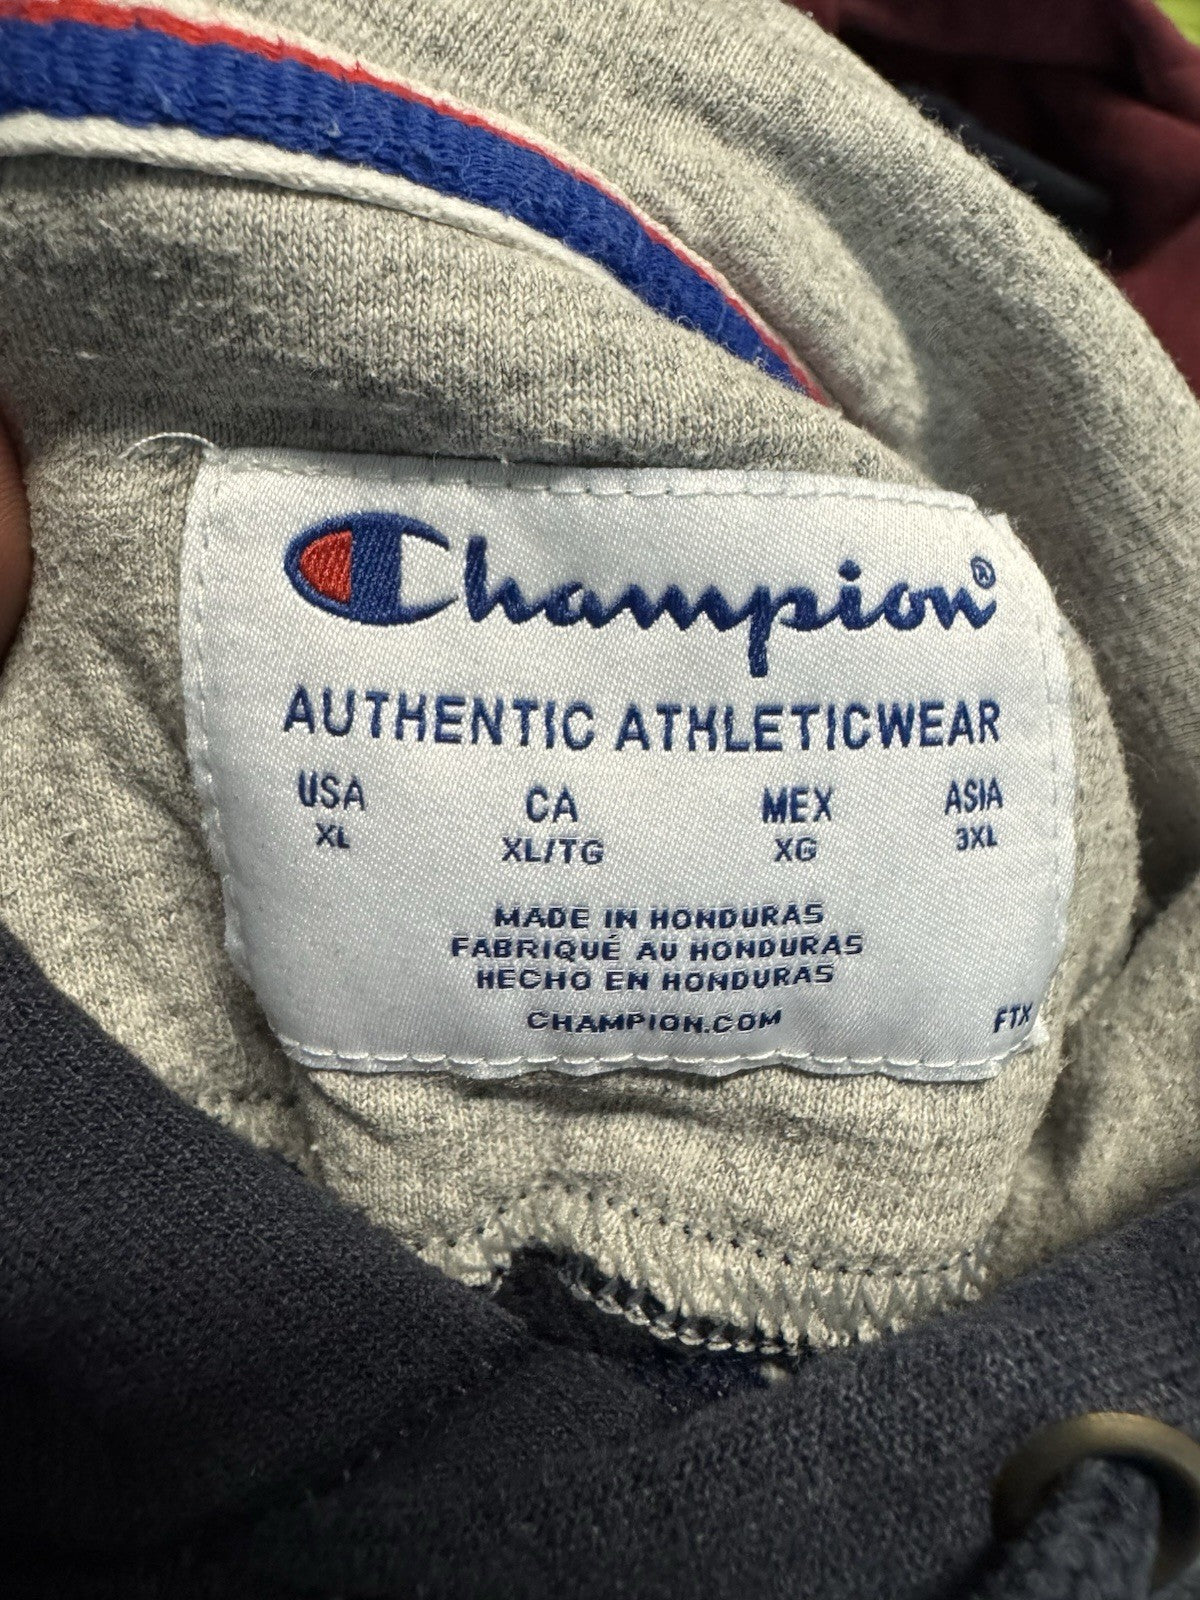 Champion®
AUTHENTIC ATHLETICWEAR
USA CA MEX ASIA
XL XL/TG XG 3XL
MADE IN HONDURAS
FABRIQUÉ AU HONDURAS
HECHO EN HONDURAS
CHAMPION.COM
FTX